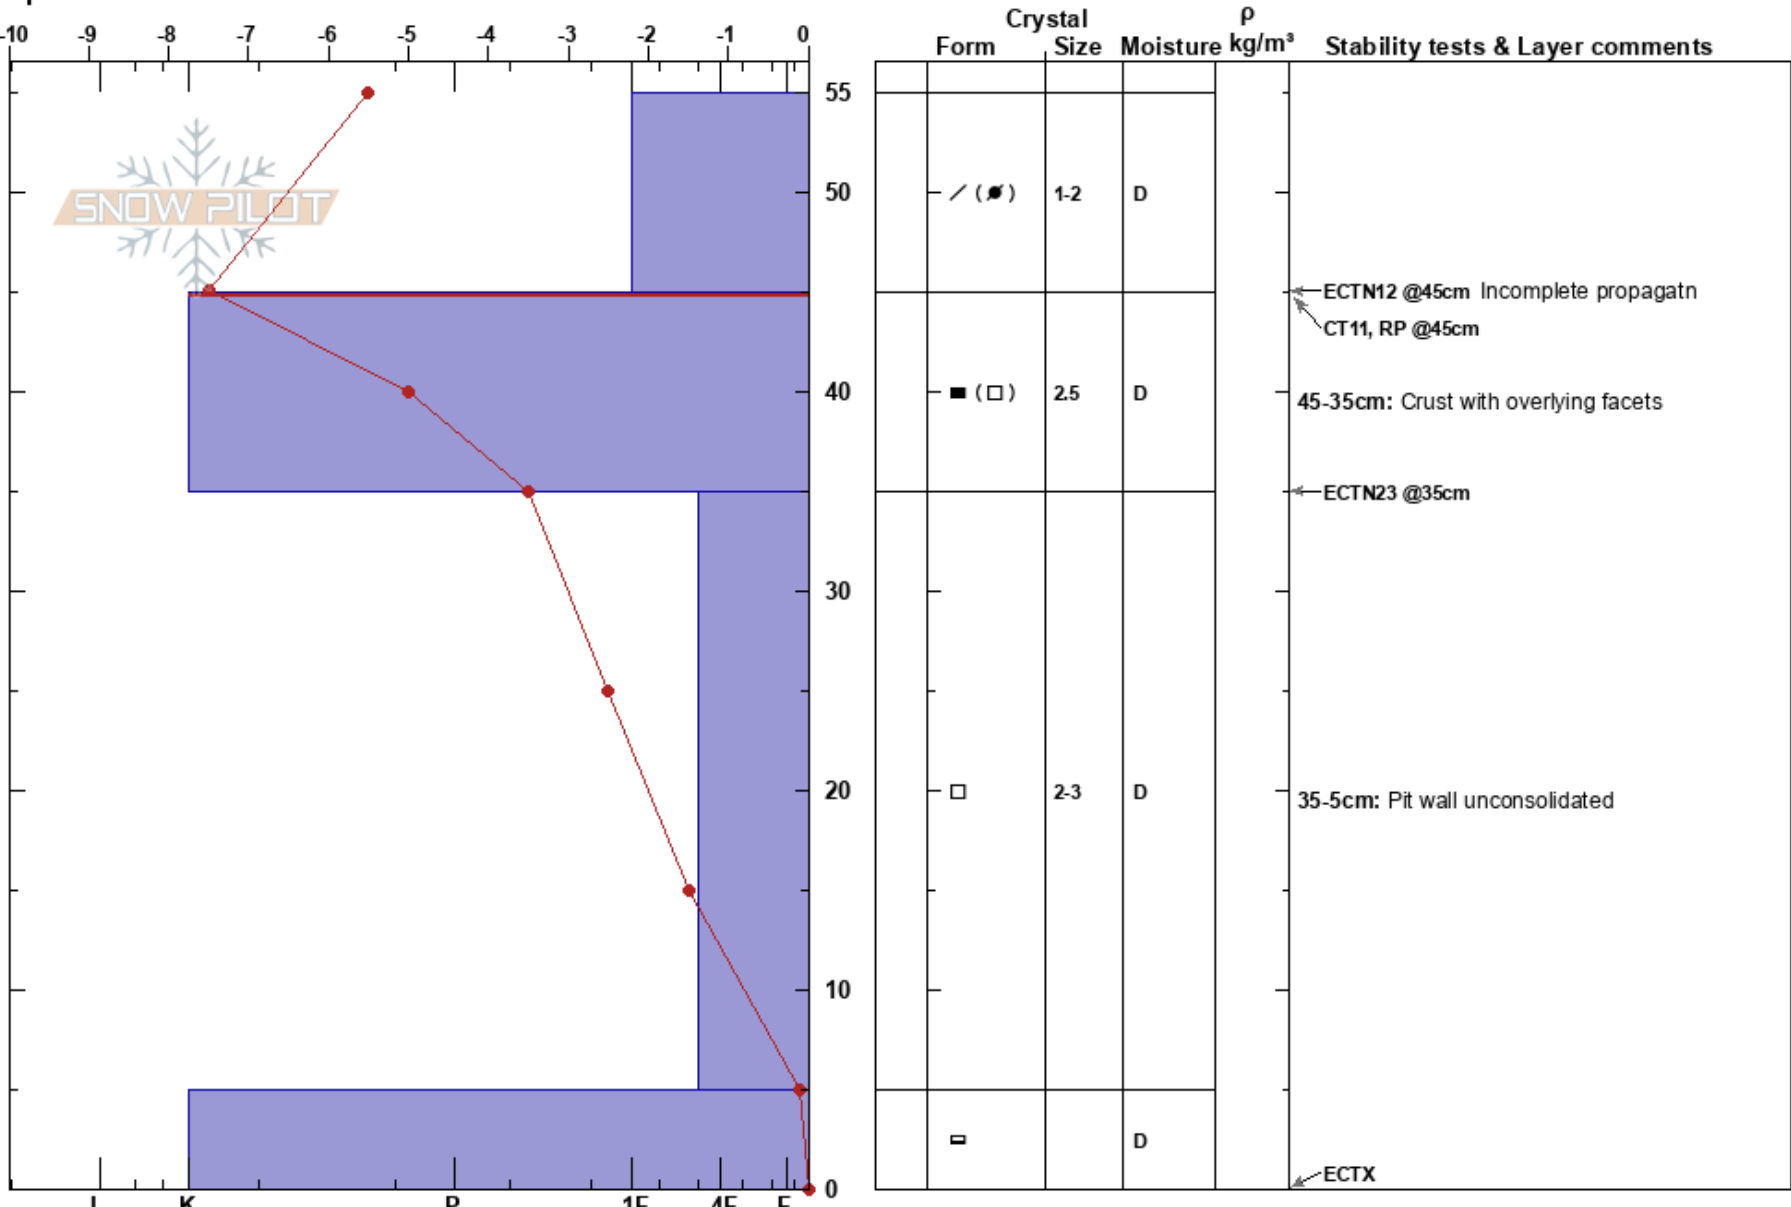 Crystal ρ
-10 -9 -8 -7 -6 -5 -4 -3 -2 -1 0 Form Size Moisture kg/m³ Stability tests & Layer comments
55
SNOW PILOT
50 ( ) 1-2 D
ECTN12 @45cm Incomplete propagatn
CT11, RP @45cm
40 ( ) 2.5 D 45-35cm: Crust with overlying facets
ECTN23 @35cm
30
20 2-3 D 35-5cm: Pit wall unconsolidated
10
D
ECTX
0
I K P 1F 4F F